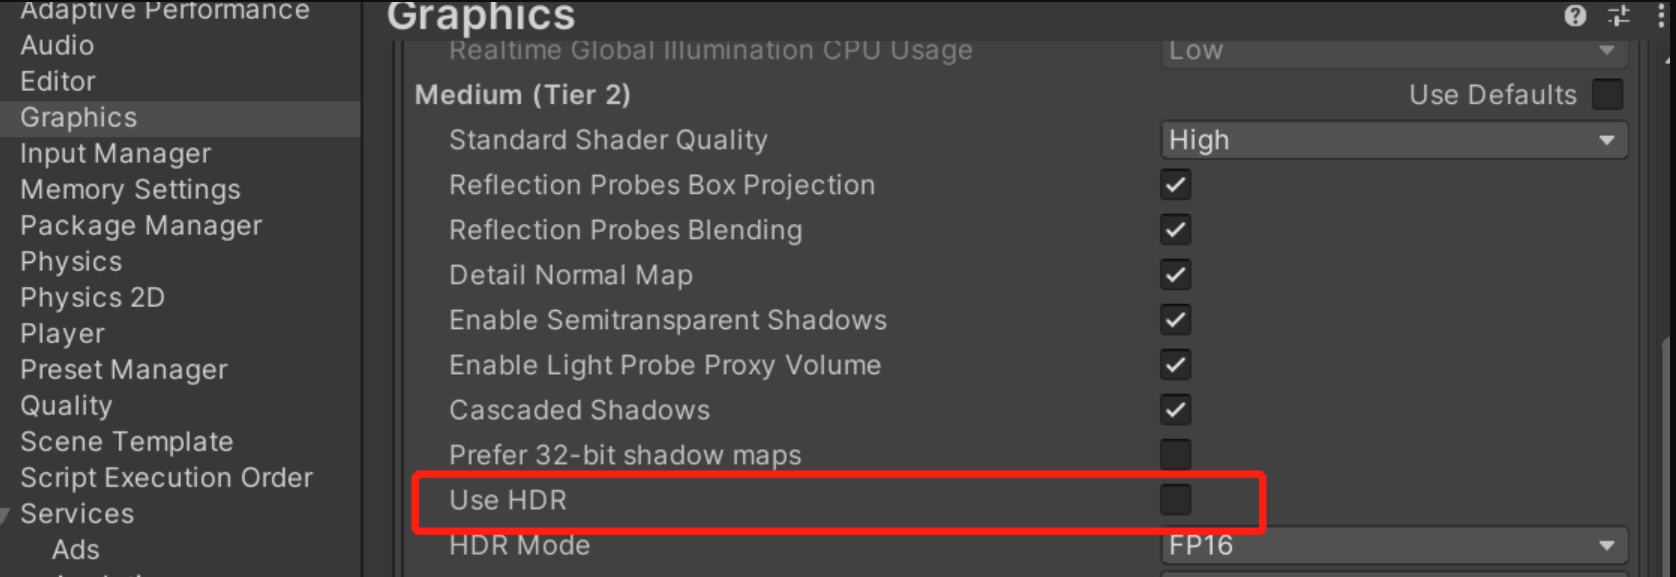 Adaptive Performance
Audio
Editor
Graphics
Input Manager
Memory Settings
Package Manager
Physics
Physics 2D
Player
Preset Manager
Quality
Scene Template
Script Execution Order
Services
Ads
Graphics
Realtime Global Illumination CPU Usage Low
Medium (Tier 2) Use Defaults
Standard Shader Quality High
Reflection Probes Box Projection
Reflection Probes Blending
Detail Normal Map
Enable Semitransparent Shadows
Enable Light Probe Proxy Volume
Cascaded Shadows
Prefer 32-bit shadow maps
Use HDR
HDR Mode FP16